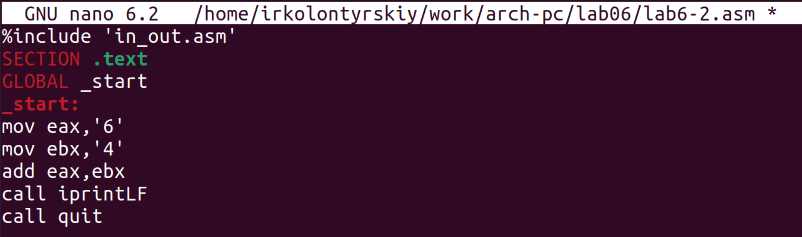 GNU nano 6.2 /home/irkolontyrskiy/work/arch-pc/lab06/lab6-2.asm *
%include 'in_out.asm'
SECTION .text
GLOBAL _start
_start:
mov eax,'6'
mov ebx,'4'
add eax,ebx
call iprintLF
call quit